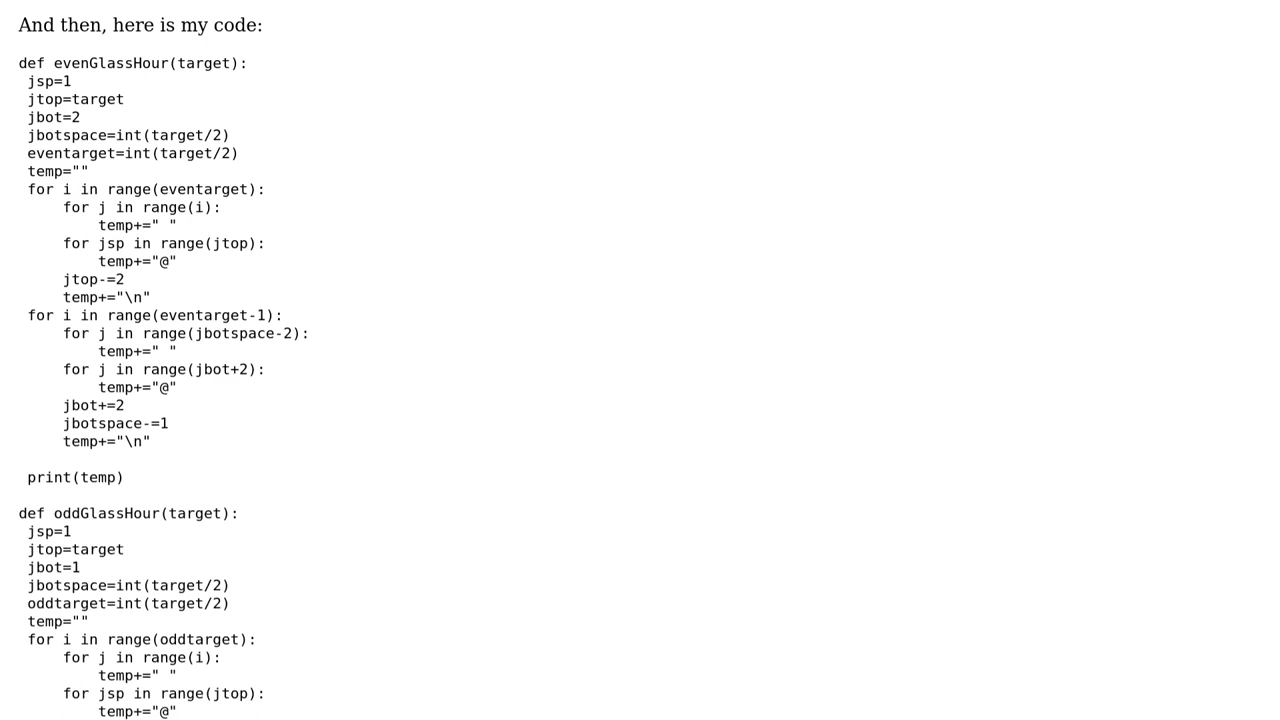 And then, here is my code:
def evenGlassHour(target):
 jsp=1
 jtop=target
 jbot=2
 jbotspace=int(target/2)
 eventarget=int(target/2)
 temp=""
 for i in range(eventarget):
     for j in range(i):
         temp+=" "
     for jsp in range(jtop):
         temp+="@"
     jtop-=2
     temp+="\n"
 for i in range(eventarget-1):
     for j in range(jbotspace-2):
         temp+=" "
     for j in range(jbot+2):
         temp+="@"
     jbot+=2
     jbotspace-=1
     temp+="\n"

 print(temp)

def oddGlassHour(target):
 jsp=1
 jtop=target
 jbot=1
 jbotspace=int(target/2)
 oddtarget=int(target/2)
 temp=""
 for i in range(oddtarget):
     for j in range(i):
         temp+=" "
     for jsp in range(jtop):
         temp+="@"